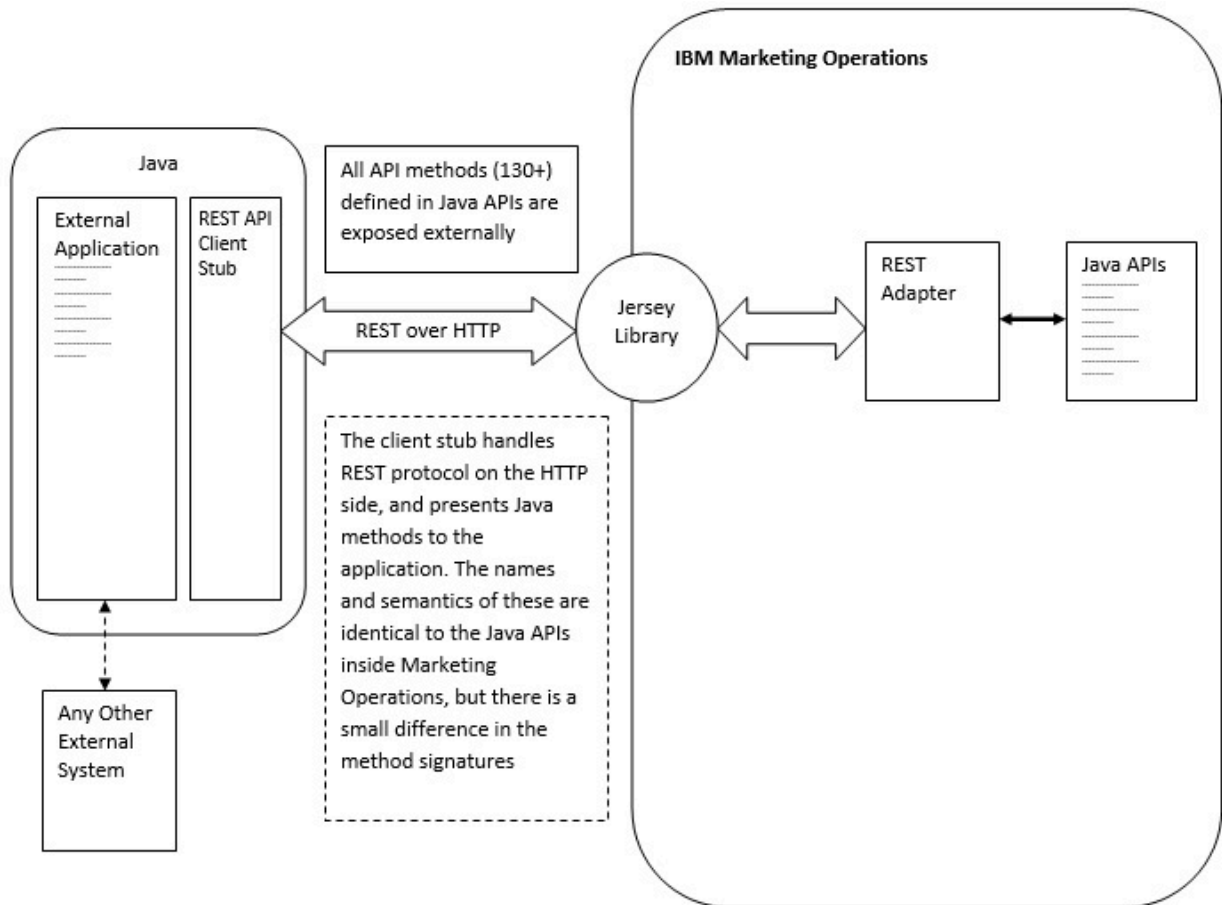 IBM Marketing Operations
Java
External
Application
REST API
Client
Stub
All API methods (130+)
defined in Java APIs are
exposed externally
REST over HTTP
Jersey
Library
REST
Adapter
Java APIs
The client stub handles
REST protocol on the HTTP
side, and presents Java
methods to the
application. The names
and semantics of these are
identical to the Java APIs
inside Marketing
Operations, but there is a
small difference in the
method signatures
Any Other
External
System